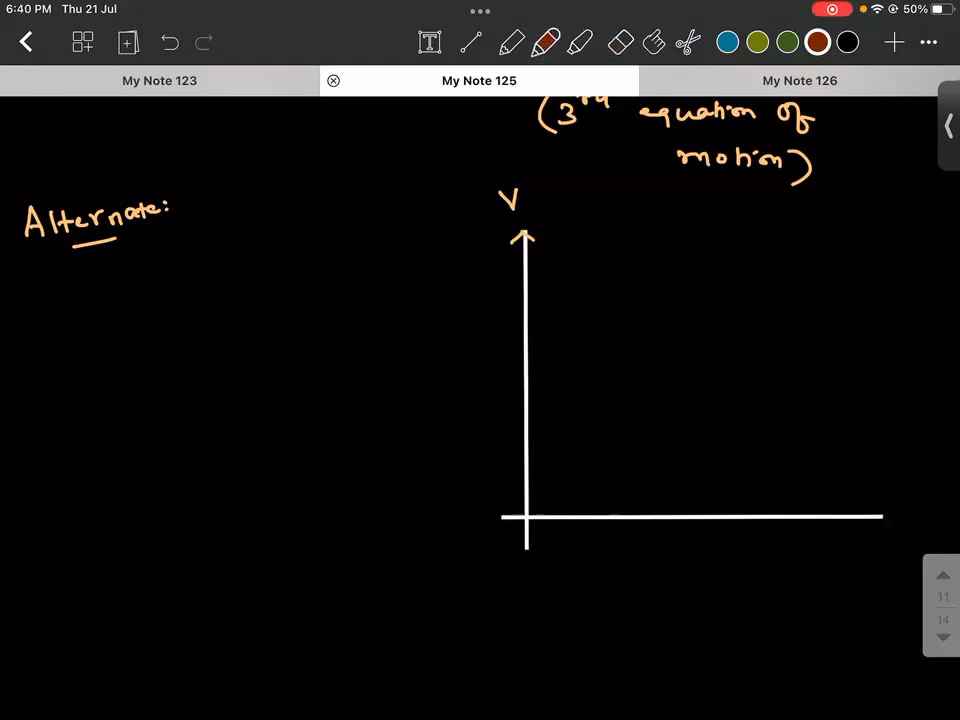 6:40 PM Thu 21 Jul
50%
My Note 123
My Note 125
My Note 126
(3rd equation of
motion)
Alternate:
V
11
14